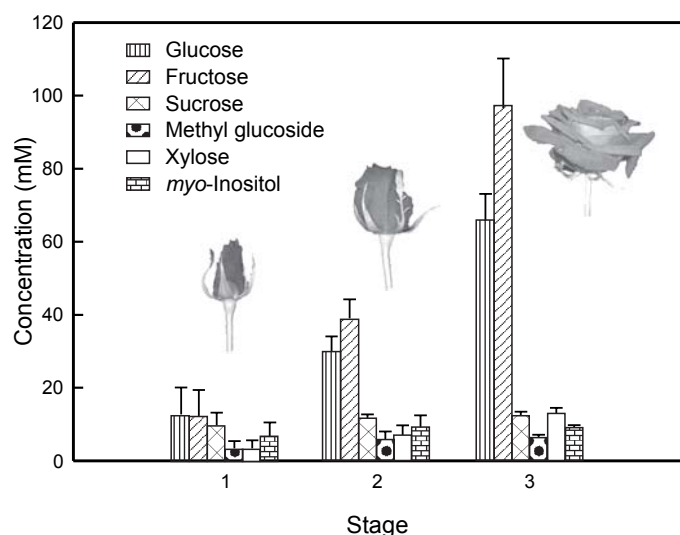 120
100
80
60
40
20
0
Concentration (mM)
Glucose
Fructose
Sucrose
Methyl glucoside
Xylose
myo-Inositol
1 2 3
Stage